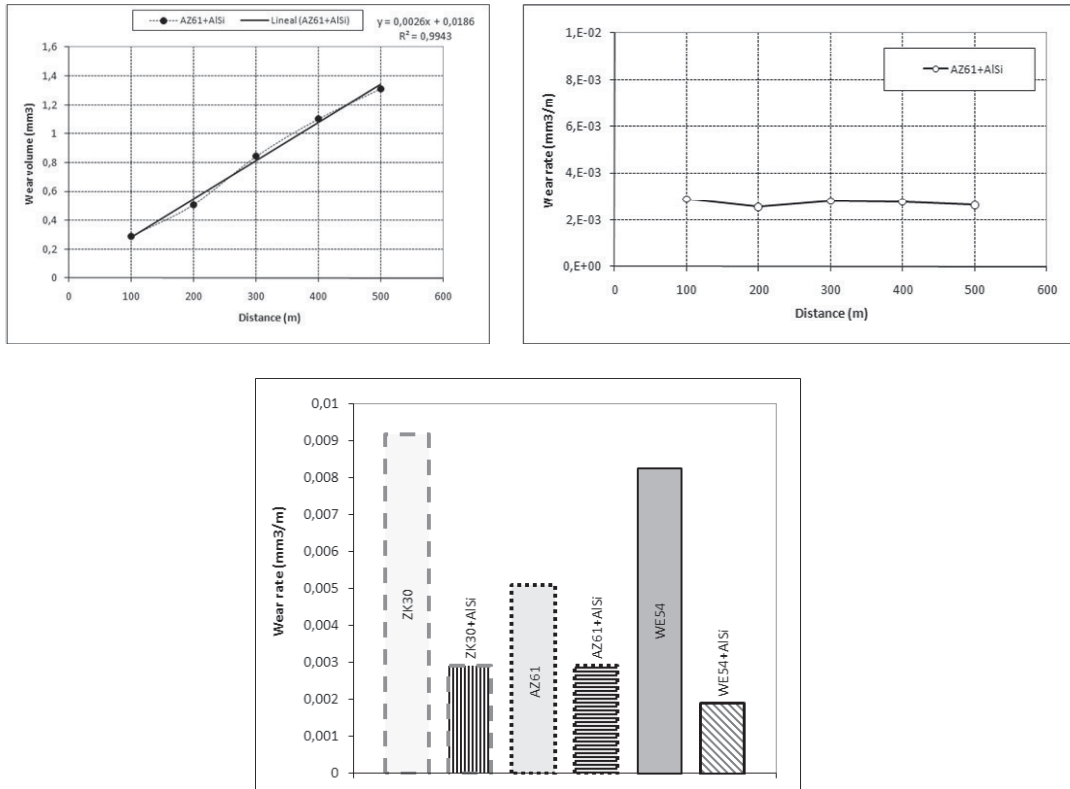 AZ61+AlSi
Lineal (AZ61+AlSi)
y = 0,0026x + 0,0186
R² = 0,9943
Wear volume (mm3)
1,6
1,4
1,2
1
0,8
0,6
0,4
0,2
0
0 100 200 300 400 500 600
Distance (m)
AZ61+AlSi
Wear rate (mm3/m)
1,E-02
8,E-03
6,E-03
4,E-03
2,E-03
0,E+00
0 100 200 300 400 500 600
Distance (m)
Wear rate (mm3/m)
0,01
0,009
0,008
0,007
0,006
0,005
0,004
0,003
0,002
0,001
0
ZK30
ZK30+AlSi
AZ61
AZ61+AlSi
WE54
WE54+AlSi